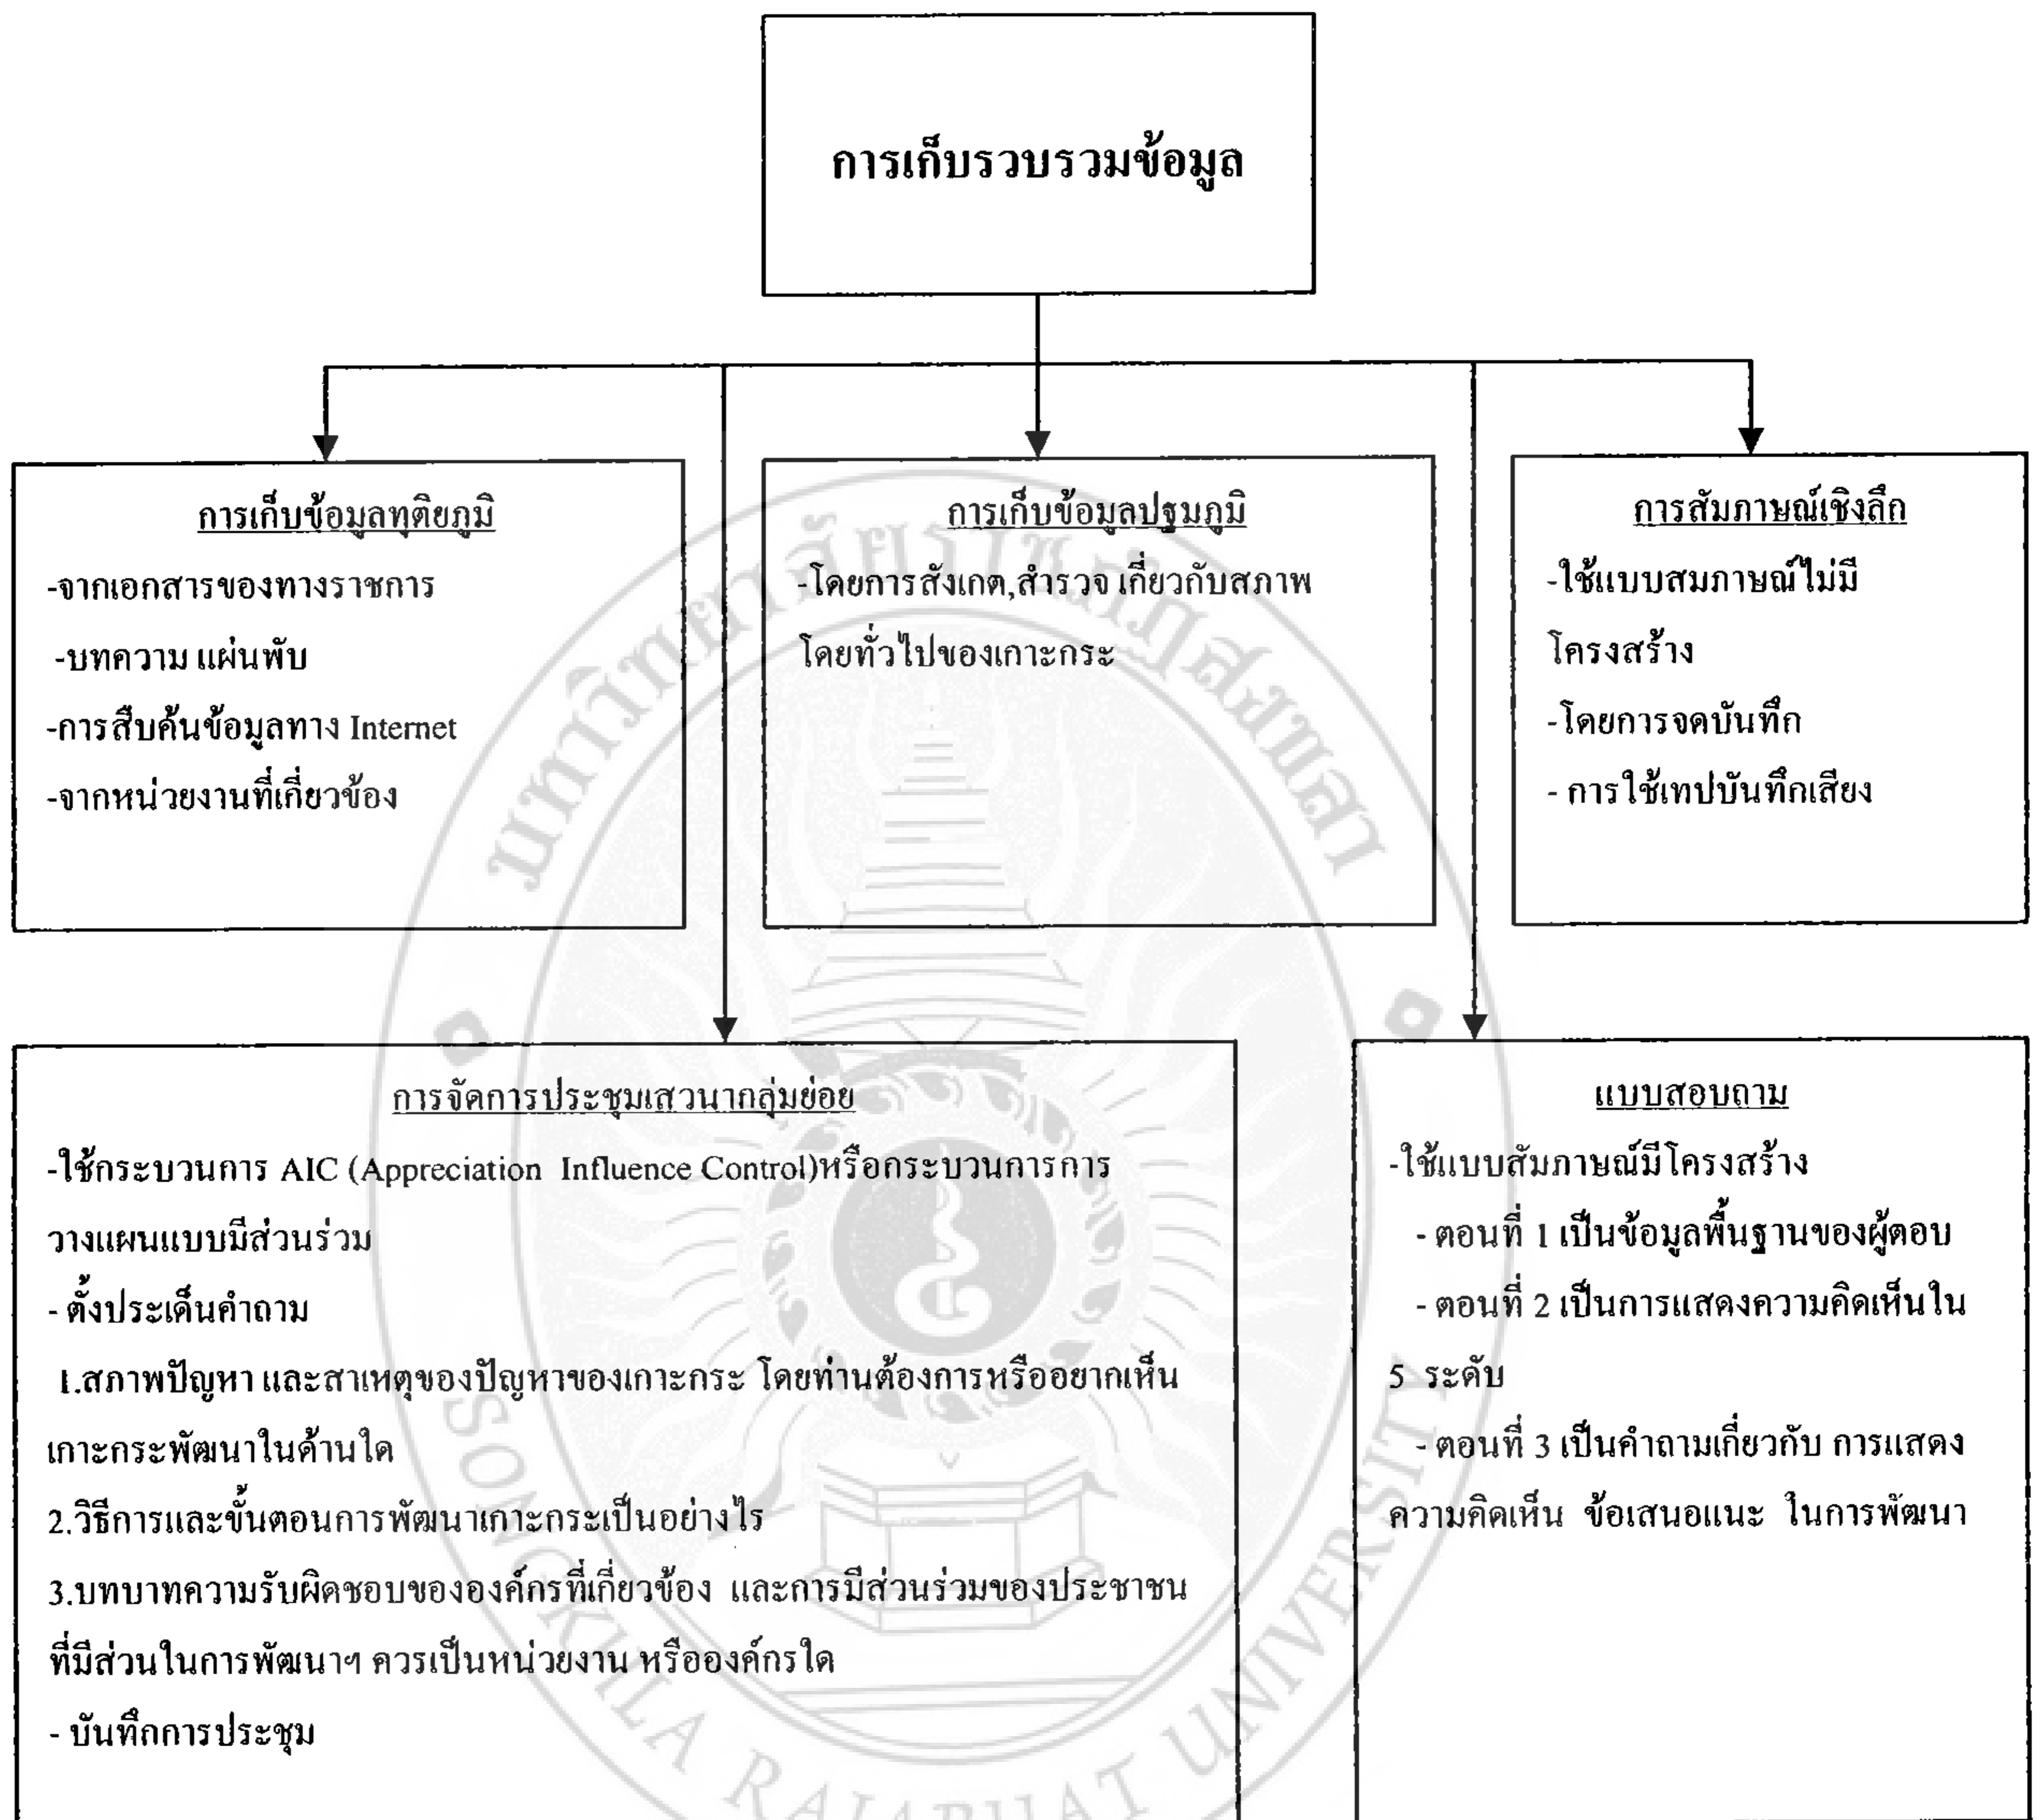 การเก็บรวบรวมข้อมูล
การเก็บข้อมูลทุติยภูมิ
-จากเอกสารของทางราชการ
-บทความ แผ่นพับ
-การสืบค้นข้อมูลทาง Internet
-จากหน่วยงานที่เกี่ยวข้อง
การเก็บข้อมูลปฐมภูมิ
-โดยการสังเกต,สำรวจ เกี่ยวกับสภาพ
โดยทั่วไปของเกาะกระ
การสัมภาษณ์เชิงลึก
-ใช้แบบสมภาษณ์ไม่มี
โครงสร้าง
-โดยการจดบันทึก
- การใช้เทปบันทึกเสียง
การจัดการประชุมเสวนากลุ่มย่อย
-ใช้กระบวนการ AIC (Appreciation Influence Control)หรือกระบวนการการ
วางแผนแบบมีส่วนร่วม
- ตั้งประเด็นคำถาม
1.สภาพปัญหา และสาเหตุของปัญหาของเกาะกระ โดยท่านต้องการหรืออยากเห็น
เกาะกระพัฒนาในด้านใด
2.วิธีการและขั้นตอนการพัฒนาเกาะกระเป็นอย่างไร
3.บทบาทความรับผิดชอบขององค์กรที่เกี่ยวข้อง และการมีส่วนร่วมของประชาชน
ที่มีส่วนในการพัฒนาฯ ควรเป็นหน่วยงาน หรือองค์กรใด
- บันทึกการประชุม
แบบสอบถาม
-ใช้แบบสัมภาษณ์มีโครงสร้าง
- ตอนที่ 1 เป็นข้อมูลพื้นฐานของผู้ตอบ
- ตอนที่ 2 เป็นการแสดงความคิดเห็นใน
5 ระดับ
- ตอนที่ 3 เป็นคำถามเกี่ยวกับ การแสดง
ความคิดเห็น ข้อเสนอแนะ ในการพัฒนา
มหาวิทยาลัยราชภัฏสงขลา
SONGKHLA RAJABHAT UNIVERSITY